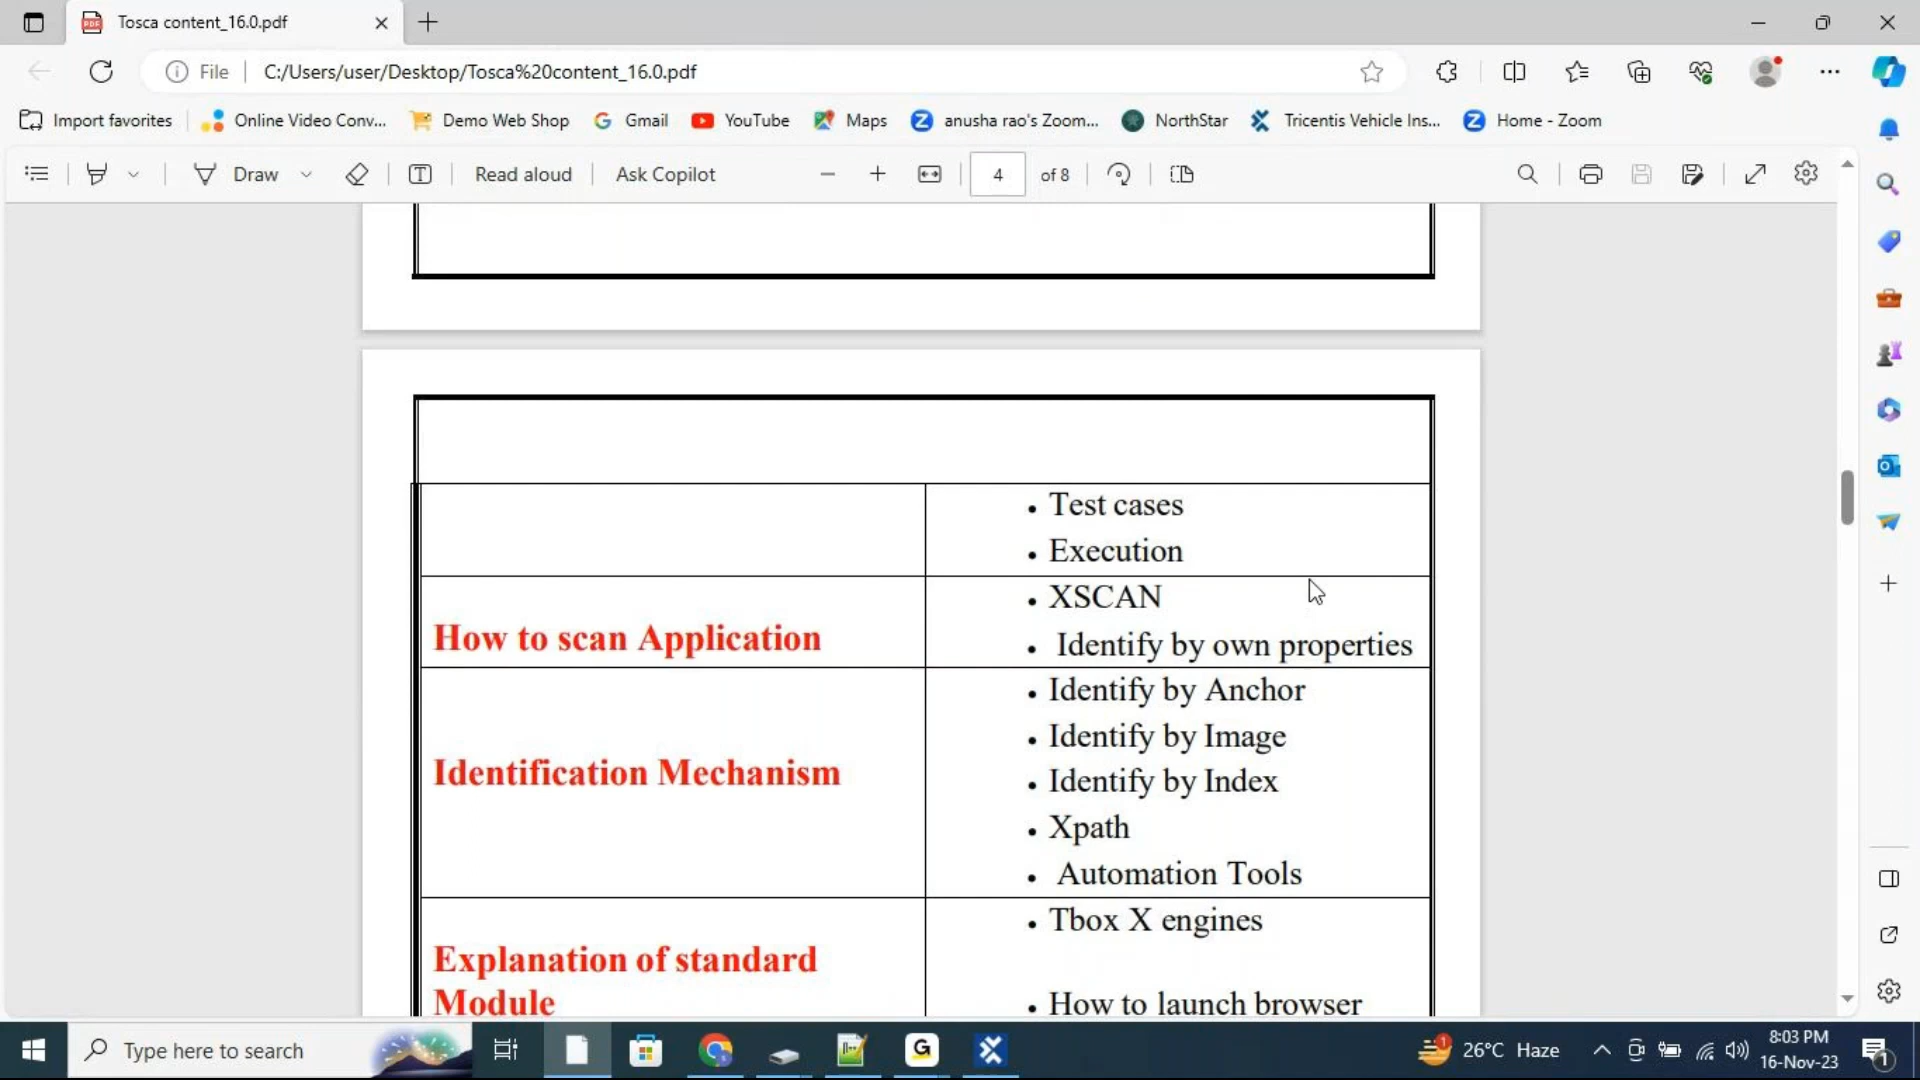 Tosca content_16.0.pdf
File
C:/Users/user/Desktop/Tosca%20content_16.0.pdf
Import favorites
Online Video Conv...
Demo Web Shop
Gmail
YouTube
Maps
anusha rao's Zoom...
NorthStar
Tricentis Vehicle Ins...
Home - Zoom
Draw
Read aloud
Ask Copilot
4
of 8
• Test cases
• Execution
How to scan Application
• XSCAN
• Identify by own properties
Identification Mechanism
• Identify by Anchor
• Identify by Image
• Identify by Index
• Xpath
• Automation Tools
Explanation of standard
Module
• Tbox X engines
• How to launch browser
Type here to search
26°C Haze
8:03 PM
16-Nov-23
1